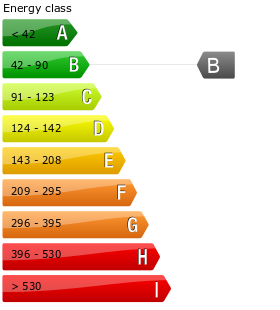 Energy class
< 42 A
42 - 90 B B
91 - 123 C
124 - 142 D
143 - 208 E
209 - 295 F
296 - 395 G
396 - 530 H
> 530 I